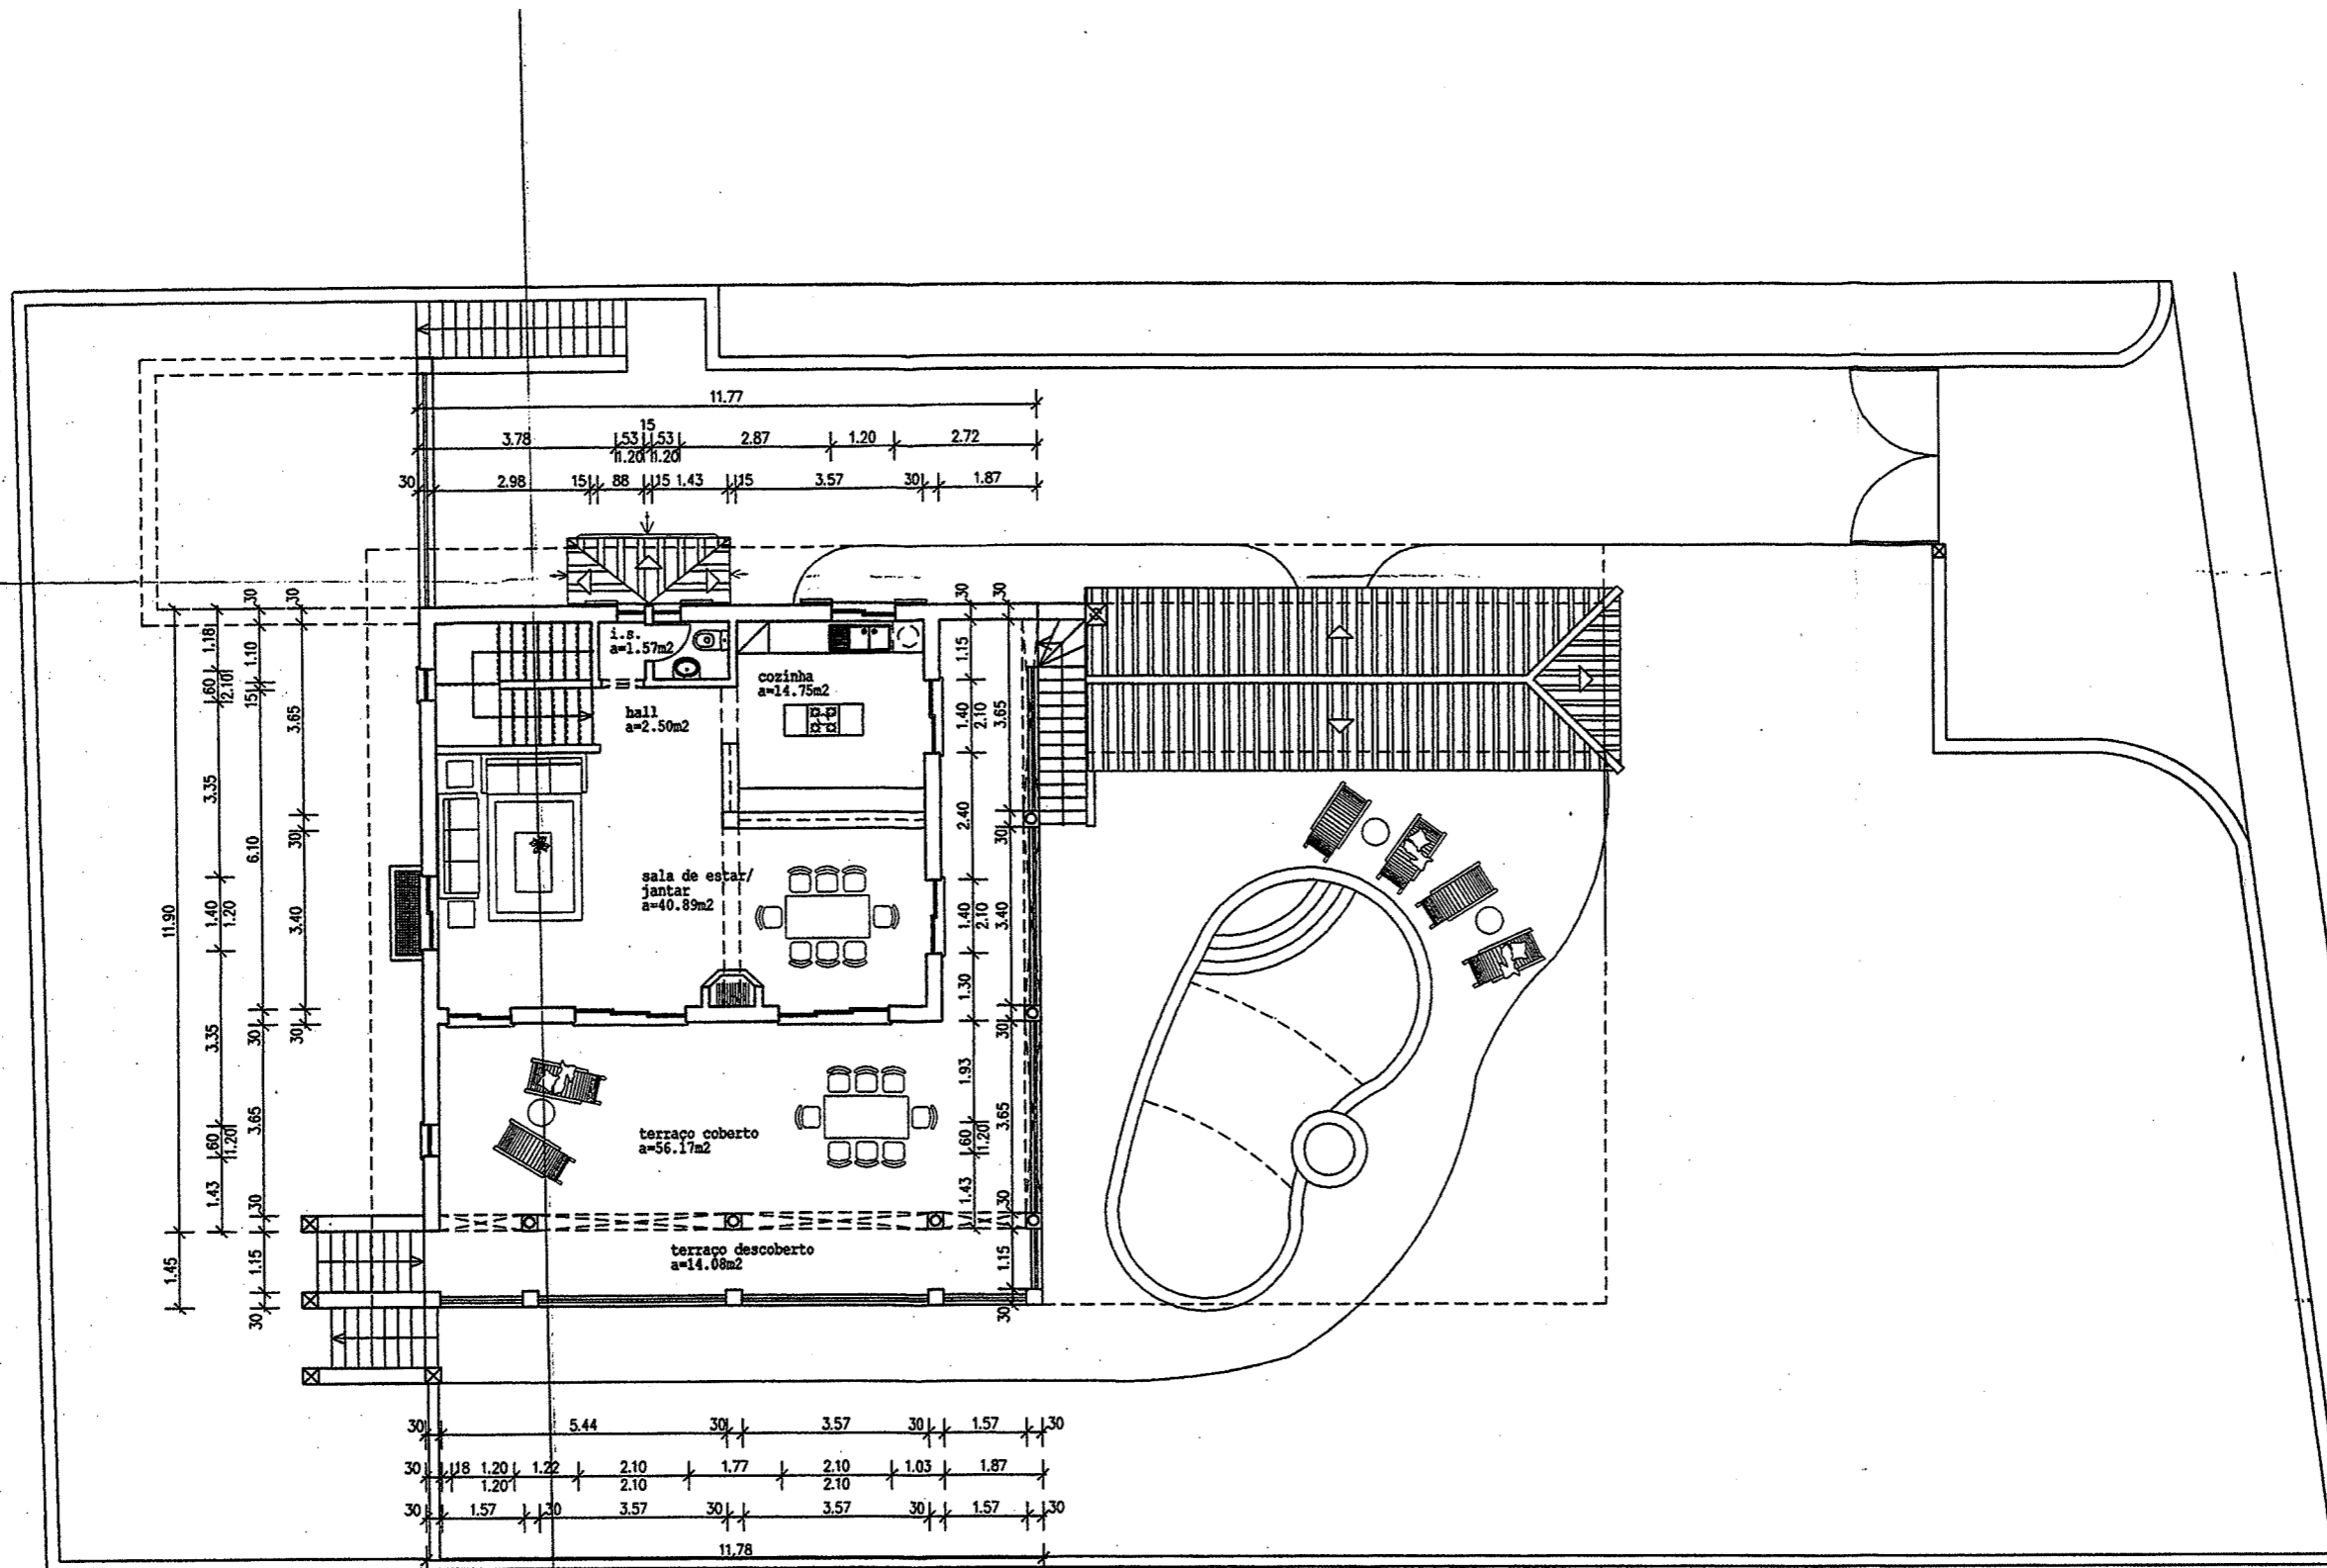 11.77
15
3.78 53 53 2.87 1.20 2.72
1.20 1.20
30 2.98 15 88 15 1.43 15 3.57 30 1.87
i.s.
a=1.57m2
cozinha
a=14.75m2
hall
a=2.50m2
sala de estar/
jantar
a=40.89m2
terraço coberto
a=56.17m2
terraço descoberto
a=14.08m2
11.90
1.45
1.18
60
2.10
3.35
1.40
1.20
3.35
60
1.20
1.43
30
1.10
15
6.10
30
3.65
30
1.15
30
30
3.65
30
3.40
30
30
1.15
1.40
2.10
2.40
1.40
2.10
1.30
1.93
60
1.20
1.43
30
3.65
30
3.40
30
3.65
30
1.15
30
30 5.44 30 3.57 30 1.57 30
30 18 1.20 1.22 2.10 1.77 2.10 1.03 1.87
1.20 2.10 2.10
30 1.57 30 3.57 30 3.57 30 1.57 30
11.78